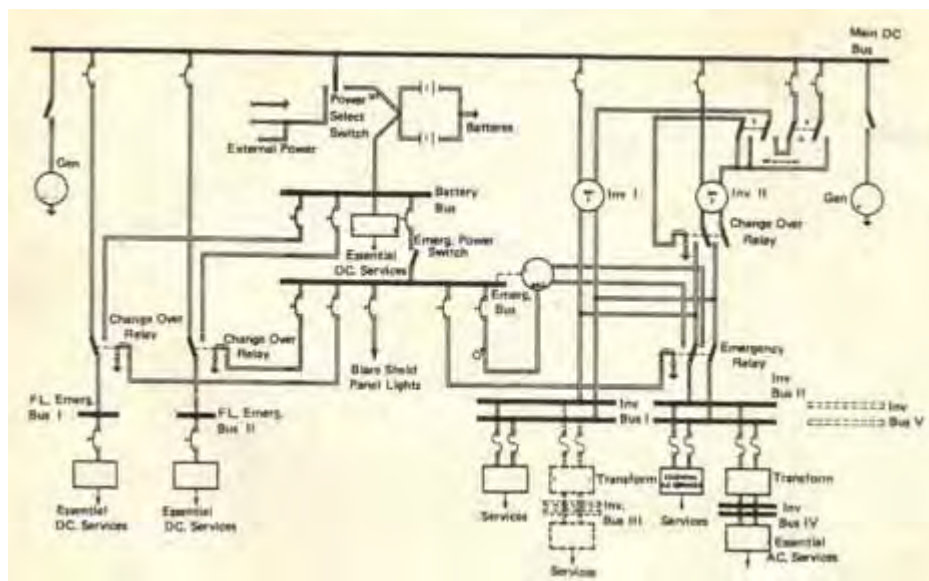 Main DC
Bus
Power
Select
Switch
Batteres
External Power
Gen
Inv I
Inv II
Gen
Battery
Bus
Change Over
Relay
Essential
DC, Services
Emerg. Power
Switch
Emerg.
Bus
Change Over
Relay
Change Over
Relay
Blare Sheld
Panel Lights
Emergency
Relay
FL, Emerg.
Bus I
FL, Emerg.
Bus II
Inv
Bus I
Inv
Bus II
Inv
Bus V
Essential
DC, Services
Essential
DC, Services
Services
Transform
Inv,
Bus III
Services
Services
Transform
Inv
Bus IV
Essential
AC, Services